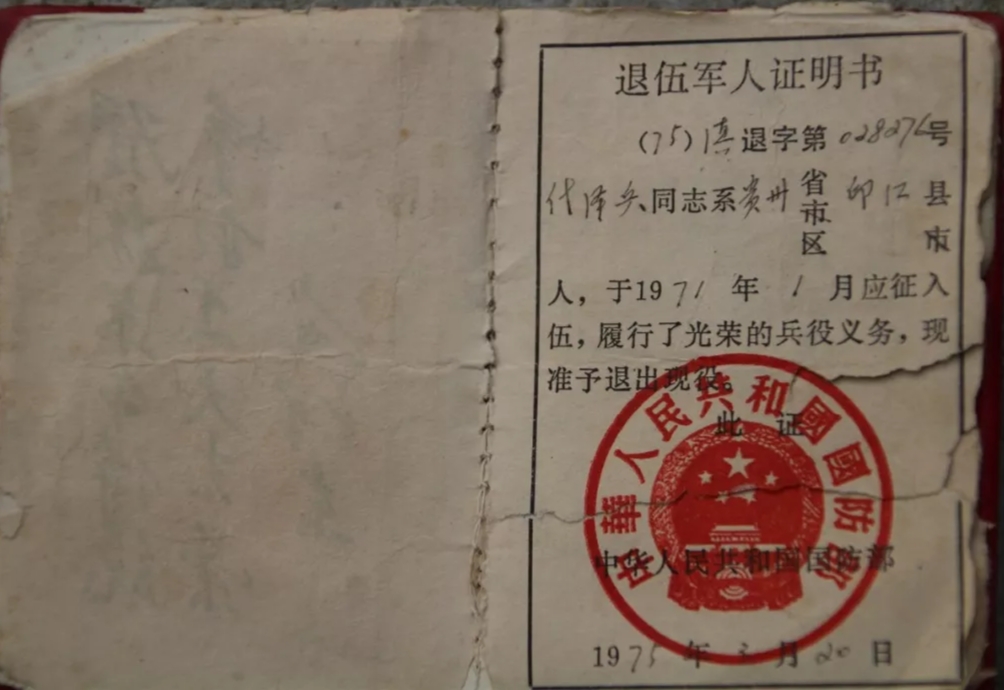 退伍军人证明书
(75)滇退字第028276号
代泽兵同志系贵州省市区印江县市
人，于1971年1月应征入
伍，履行了光荣的兵役义务，现
准予退出现役。
此证
中華人民共和國國防部
中华人民共和国国防部
1975年3月20日